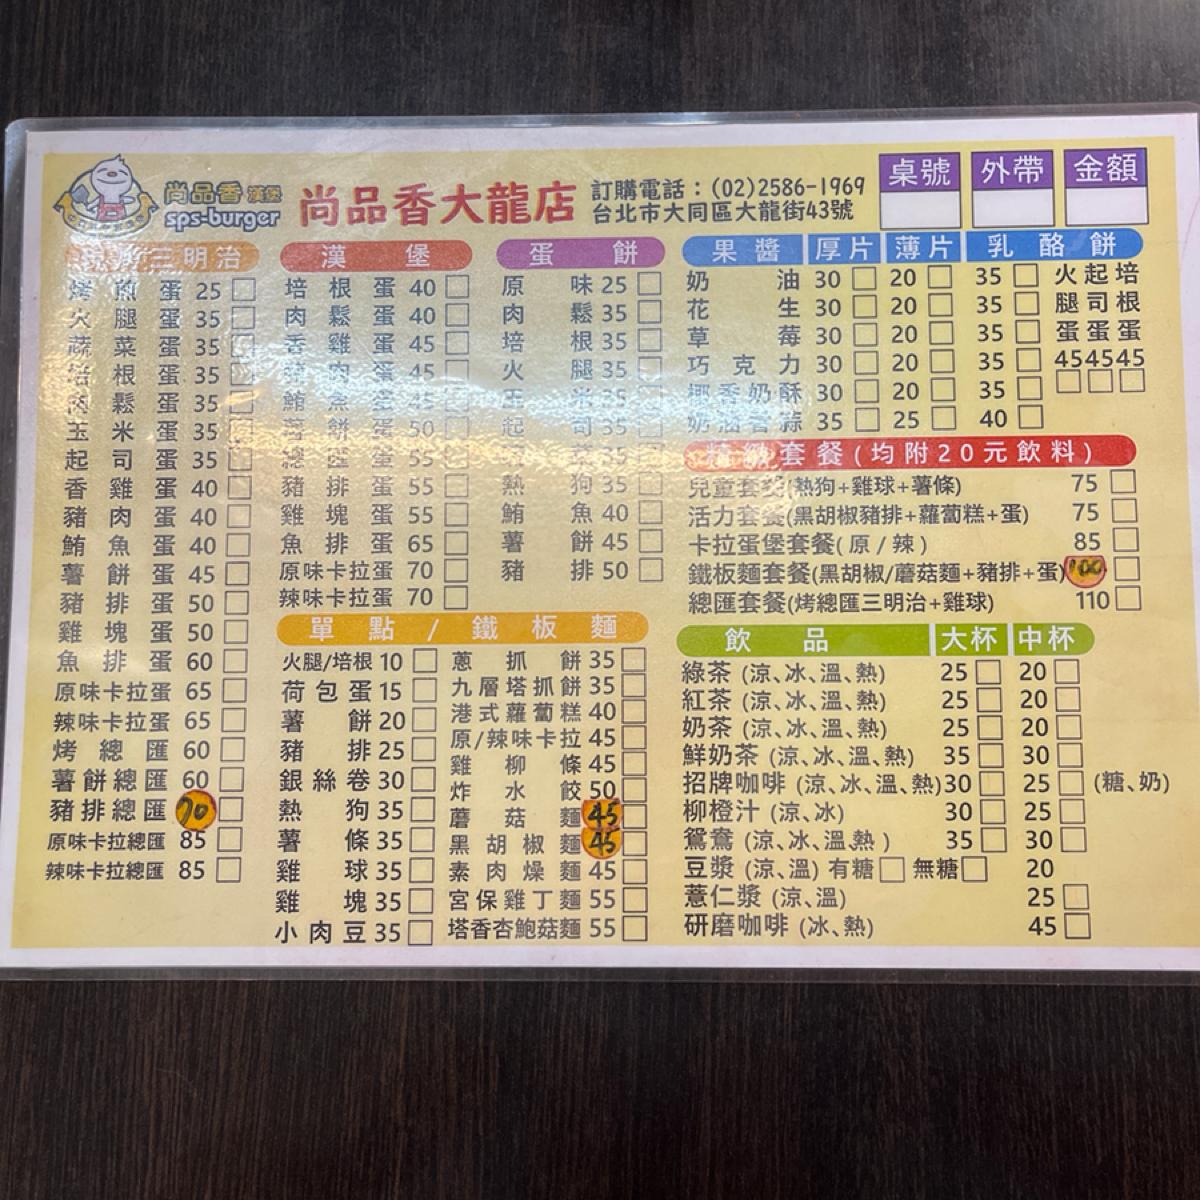 尚品香 漢堡
sps-burger
尚品香大龍店
訂購電話：(02)2586-1969
台北市大同區大龍街43號
桌號 外帶 金額
三明治
烤煎蛋 25
火腿蛋 35
蔬菜蛋 35
培根蛋 35
肉鬆蛋 35
玉米蛋 35
起司蛋 35
香雞蛋 40
豬肉蛋 40
鮪魚蛋 40
薯餅蛋 45
豬排蛋 50
雞塊蛋 50
魚排蛋 60
原味卡拉蛋 65
辣味卡拉蛋 65
烤總匯 60
薯餅總匯 60
豬排總匯 70
原味卡拉總匯 85
辣味卡拉總匯 85
漢堡
培根蛋 40
肉鬆蛋 40
香雞蛋 45
豬肉蛋 45
鮪魚蛋 45
薯餅蛋 50
總匯蛋 55
豬排蛋 55
雞塊蛋 55
魚排蛋 65
原味卡拉蛋 70
辣味卡拉蛋 70
蛋餅
原味 25
肉鬆 35
培根 35
火腿 35
玉米 35
起司 35
35
熱狗 35
鮪魚 40
薯餅 45
豬排 50
單點/鐵板麵
火腿/培根 10
荷包蛋 15
薯餅 20
豬排 25
銀絲卷 30
熱狗 35
薯條 35
雞球 35
雞塊 35
小肉豆 35
蔥抓餅 35
九層塔抓餅 35
港式蘿蔔糕 40
原/辣味卡拉 45
雞柳條 45
炸水餃 50
蘑菇麵 45
黑胡椒麵 45
素肉燥麵 45
宮保雞丁麵 55
塔香杏鮑菇麵 55
果醬 厚片 薄片 乳酪餅
奶油 30 20 35
花生 30 20 35
草莓 30 20 35
巧克力 30 20 35
椰香奶酥 30 20 35
奶油香蒜 35 25 40
火腿蛋 45
起司蛋 45
培根蛋 45
精緻套餐(均附20元飲料)
兒童套餐(熱狗+雞球+薯條) 75
活力套餐(黑胡椒豬排+蘿蔔糕+蛋) 75
卡拉蛋堡套餐(原/辣) 85
鐵板麵套餐(黑胡椒/蘑菇麵+豬排+蛋) 100
總匯套餐(烤總匯三明治+雞球) 110
飲品 大杯 中杯
綠茶 (涼、冰、溫、熱) 25 20
紅茶 (涼、冰、溫、熱) 25 20
奶茶 (涼、冰、溫、熱) 25 20
鮮奶茶 (涼、冰、溫、熱) 35 30
招牌咖啡 (涼、冰、溫、熱) 30 25 (糖、奶)
柳橙汁 (涼、冰) 30 25
鴛鴦 (涼、冰、溫、熱) 35 30
豆漿 (涼、溫) 有糖 無糖 20
薏仁漿 (涼、溫) 25
研磨咖啡 (冰、熱) 45